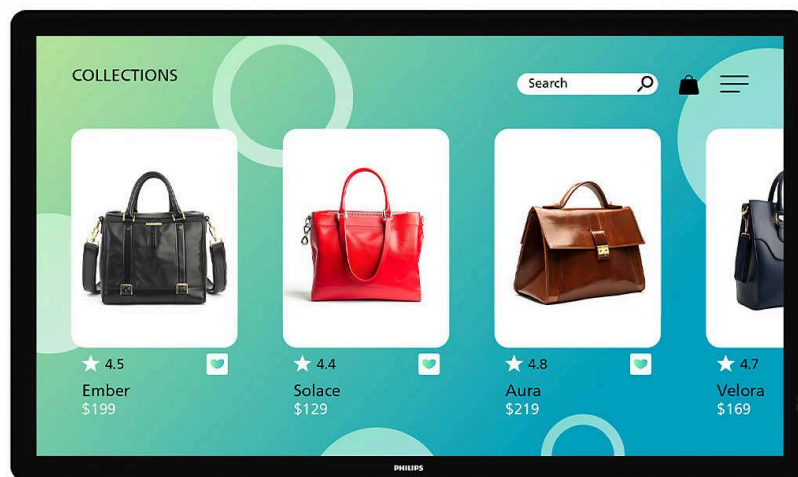 COLLECTIONS
Search
4.5
Ember
$199
4.4
Solace
$129
4.8
Aura
$219
4.7
Velora
$169
PHILIPS